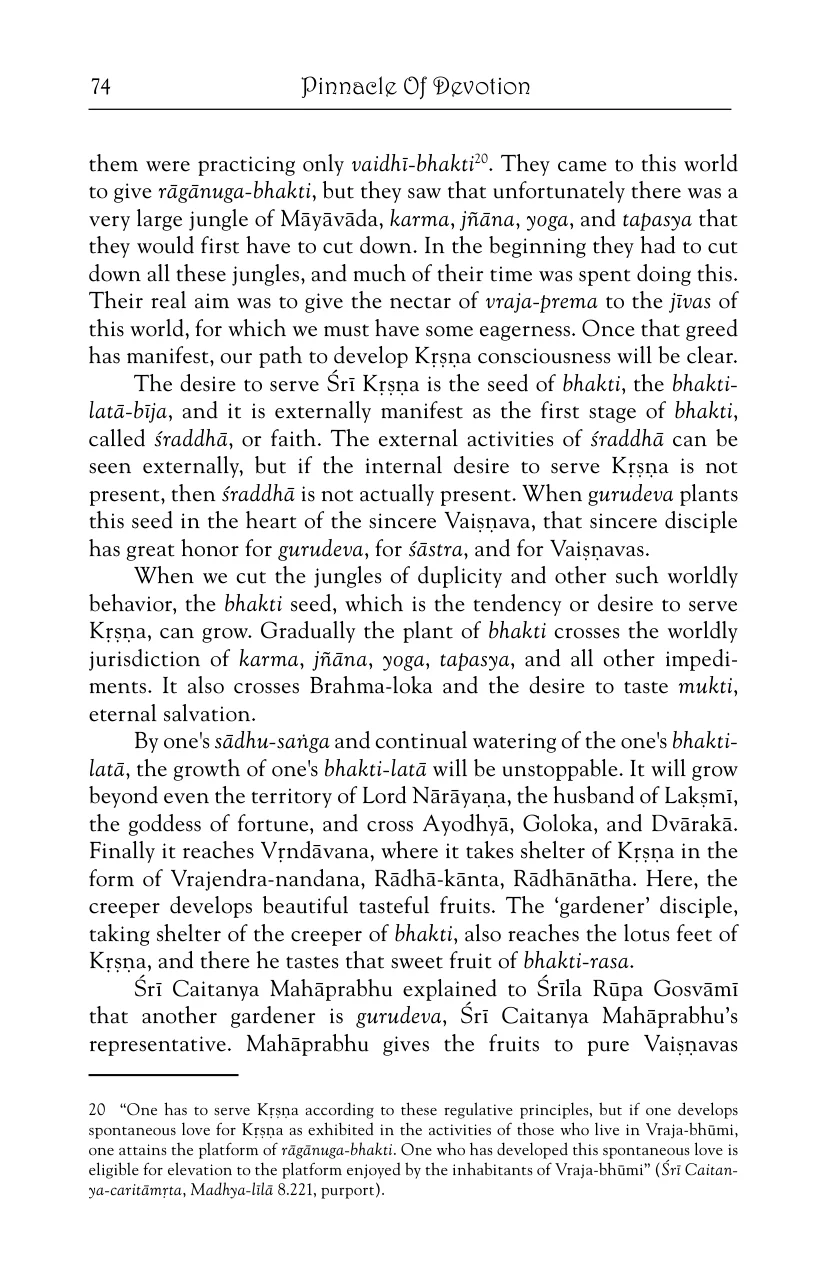 74 Pinnacle Of Devotion
them were practicing only vaidhī-bhakti20. They came to this world
to give rāgānuga-bhakti, but they saw that unfortunately there was a
very large jungle of Māyāvāda, karma, jñāna, yoga, and tapasya that
they would first have to cut down. In the beginning they had to cut
down all these jungles, and much of their time was spent doing this.
Their real aim was to give the nectar of vraja-prema to the jīvas of
this world, for which we must have some eagerness. Once that greed
has manifest, our path to develop Kṛṣṇa consciousness will be clear.
The desire to serve Śrī Kṛṣṇa is the seed of bhakti, the bhakti-
latā-bīja, and it is externally manifest as the first stage of bhakti,
called śraddhā, or faith. The external activities of śraddhā can be
seen externally, but if the internal desire to serve Kṛṣṇa is not
present, then śraddhā is not actually present. When gurudeva plants
this seed in the heart of the sincere Vaiṣṇava, that sincere disciple
has great honor for gurudeva, for śāstra, and for Vaiṣṇavas.
When we cut the jungles of duplicity and other such worldly
behavior, the bhakti seed, which is the tendency or desire to serve
Kṛṣṇa, can grow. Gradually the plant of bhakti crosses the worldly
jurisdiction of karma, jñāna, yoga, tapasya, and all other impedi-
ments. It also crosses Brahma-loka and the desire to taste mukti,
eternal salvation.
By one's sādhu-saṅga and continual watering of the one's bhakti-
latā, the growth of one's bhakti-latā will be unstoppable. It will grow
beyond even the territory of Lord Nārāyaṇa, the husband of Lakṣmī,
the goddess of fortune, and cross Ayodhyā, Goloka, and Dvārakā.
Finally it reaches Vṛndāvana, where it takes shelter of Kṛṣṇa in the
form of Vrajendra-nandana, Rādhā-kānta, Rādhānātha. Here, the
creeper develops beautiful tasteful fruits. The ‘gardener’ disciple,
taking shelter of the creeper of bhakti, also reaches the lotus feet of
Kṛṣṇa, and there he tastes that sweet fruit of bhakti-rasa.
Śrī Caitanya Mahāprabhu explained to Śrīla Rūpa Gosvāmī
that another gardener is gurudeva, Śrī Caitanya Mahāprabhu’s
representative. Mahāprabhu gives the fruits to pure Vaiṣṇavas
20 “One has to serve Kṛṣṇa according to these regulative principles, but if one develops
spontaneous love for Kṛṣṇa as exhibited in the activities of those who live in Vraja-bhūmi,
one attains the platform of rāgānuga-bhakti. One who has developed this spontaneous love is
eligible for elevation to the platform enjoyed by the inhabitants of Vraja-bhūmi” (Śrī Caitan-
ya-caritāmṛta, Madhya-līlā 8.221, purport).